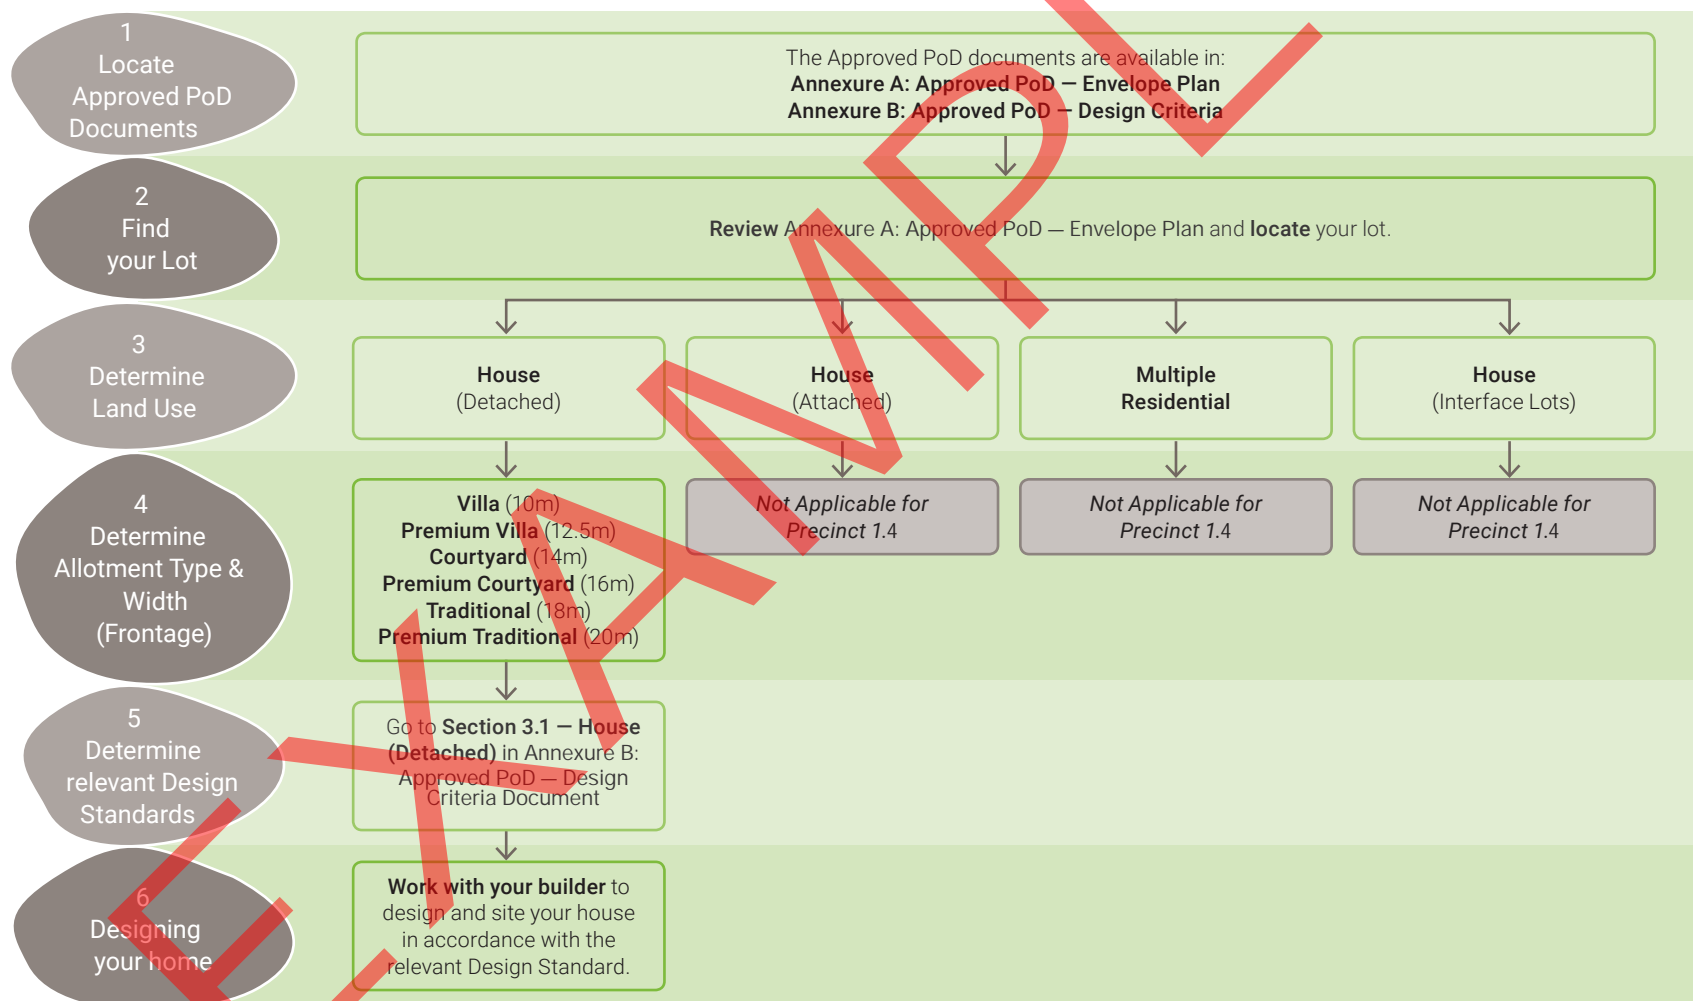 1
Locate
Approved PoD
Documents
The Approved PoD documents are available in:
Annexure A: Approved PoD — Envelope Plan
Annexure B: Approved PoD — Design Criteria
2
Find
your Lot
Review Annexure A: Approved PoD — Envelope Plan and locate your lot.
3
Determine
Land Use
House
(Detached)
House
(Attached)
Multiple
Residential
House
(Interface Lots)
4
Determine
Allotment Type &
Width
(Frontage)
Villa (10m)
Premium Villa (12.5m)
Courtyard (14m)
Premium Courtyard (16m)
Traditional (18m)
Premium Traditional (20m)
Not Applicable for
Precinct 1.4
Not Applicable for
Precinct 1.4
Not Applicable for
Precinct 1.4
5
Determine
relevant Design
Standards
Go to Section 3.1 — House
(Detached) in Annexure B:
Approved PoD — Design
Criteria Document
6
Designing
your home
Work with your builder to
design and site your house
in accordance with the
relevant Design Standard.
EXAMPL